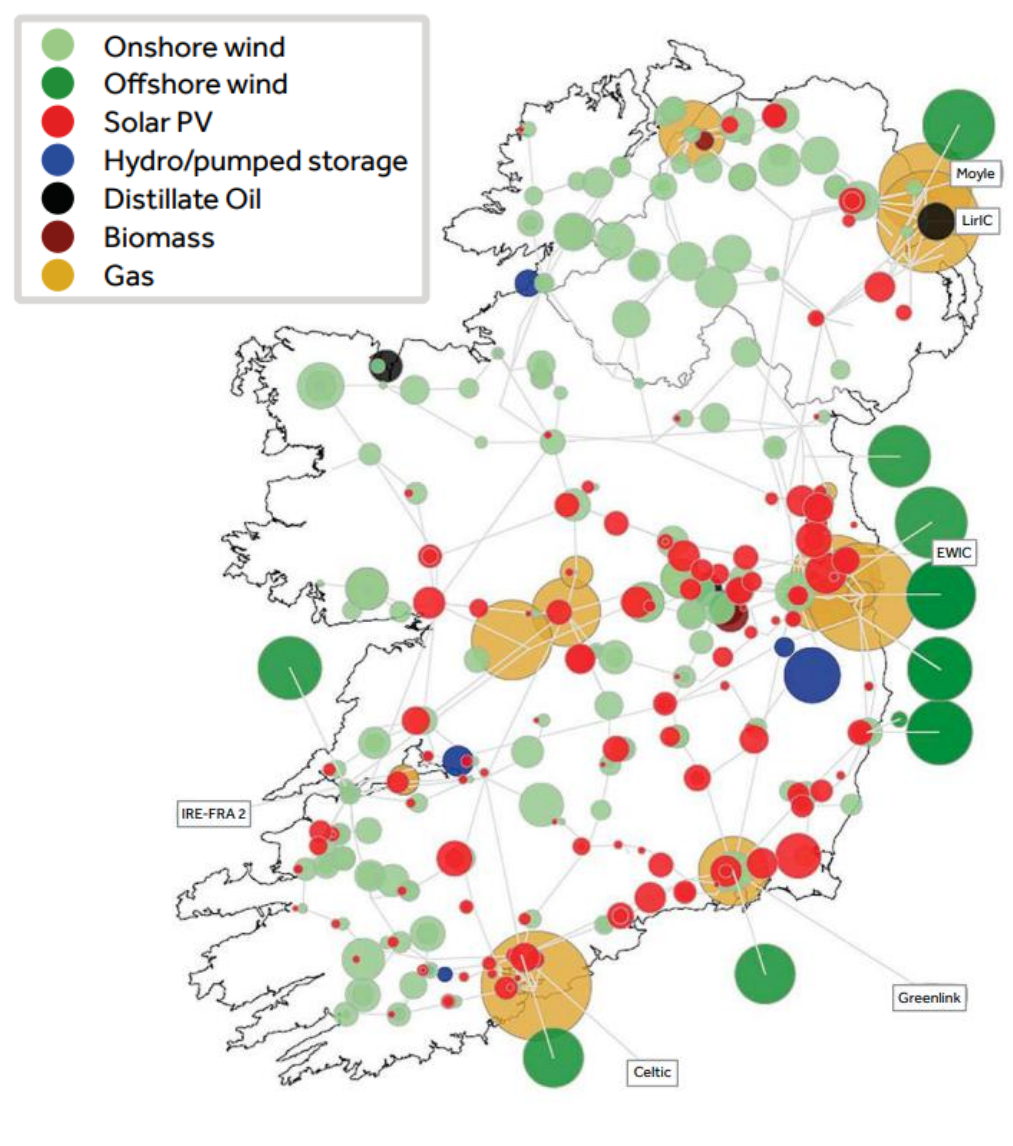 Onshore wind
Offshore wind
Solar PV
Hydro/pumped storage
Distillate Oil
Biomass
Gas
Moyle
LirIC
EWIC
IRE-FRA 2
Greenlink
Celtic